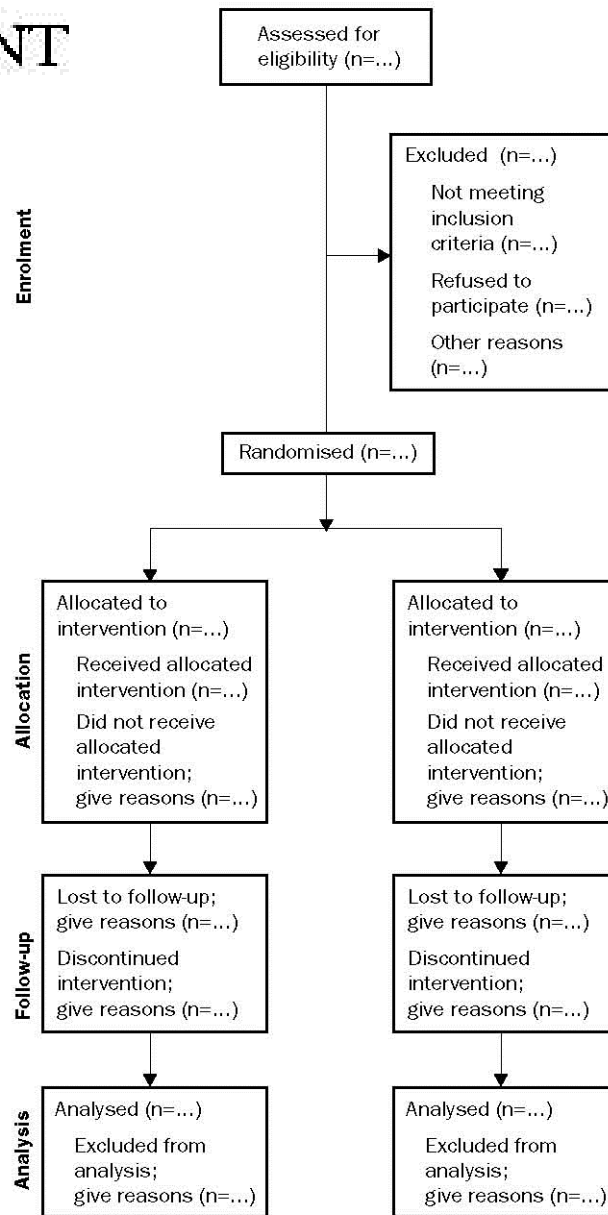 NT
Assessed for
eligibility (n=...)
Enrolment
Excluded (n=...)
Not meeting
inclusion
criteria (n=...)
Refused to
participate (n=...)
Other reasons
(n=...)
Randomised (n=...)
Allocation
Allocated to
intervention (n=...)
Received allocated
intervention (n=...)
Did not receive
allocated
intervention;
give reasons (n=...)
Allocated to
intervention (n=...)
Received allocated
intervention (n=...)
Did not receive
allocated
intervention;
give reasons (n=...)
Follow-up
Lost to follow-up;
give reasons (n=...)
Discontinued
intervention;
give reasons (n=...)
Lost to follow-up;
give reasons (n=...)
Discontinued
intervention;
give reasons (n=...)
Analysis
Analysed (n=...)
Excluded from
analysis;
give reasons (n=...)
Analysed (n=...)
Excluded from
analysis;
give reasons (n=...)